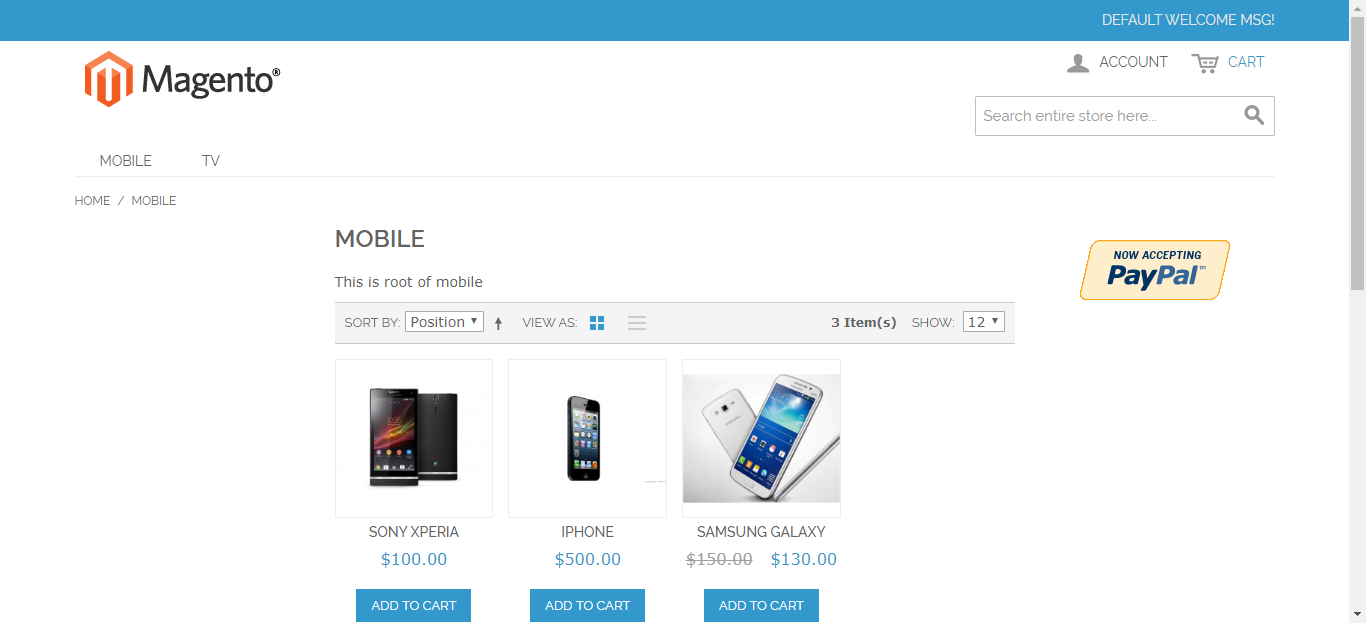 DEFAULT WELCOME MSG!
Magento®
ACCOUNT
CART
Search entire store here...
MOBILE
TV
HOME / MOBILE
MOBILE
NOW ACCEPTING
PayPal™
This is root of mobile
SORT BY: Position VIEW AS: 3 Item(s) SHOW: 12
SONY XPERIA
$100.00
ADD TO CART
IPHONE
$500.00
ADD TO CART
SAMSUNG GALAXY
$150.00 $130.00
ADD TO CART